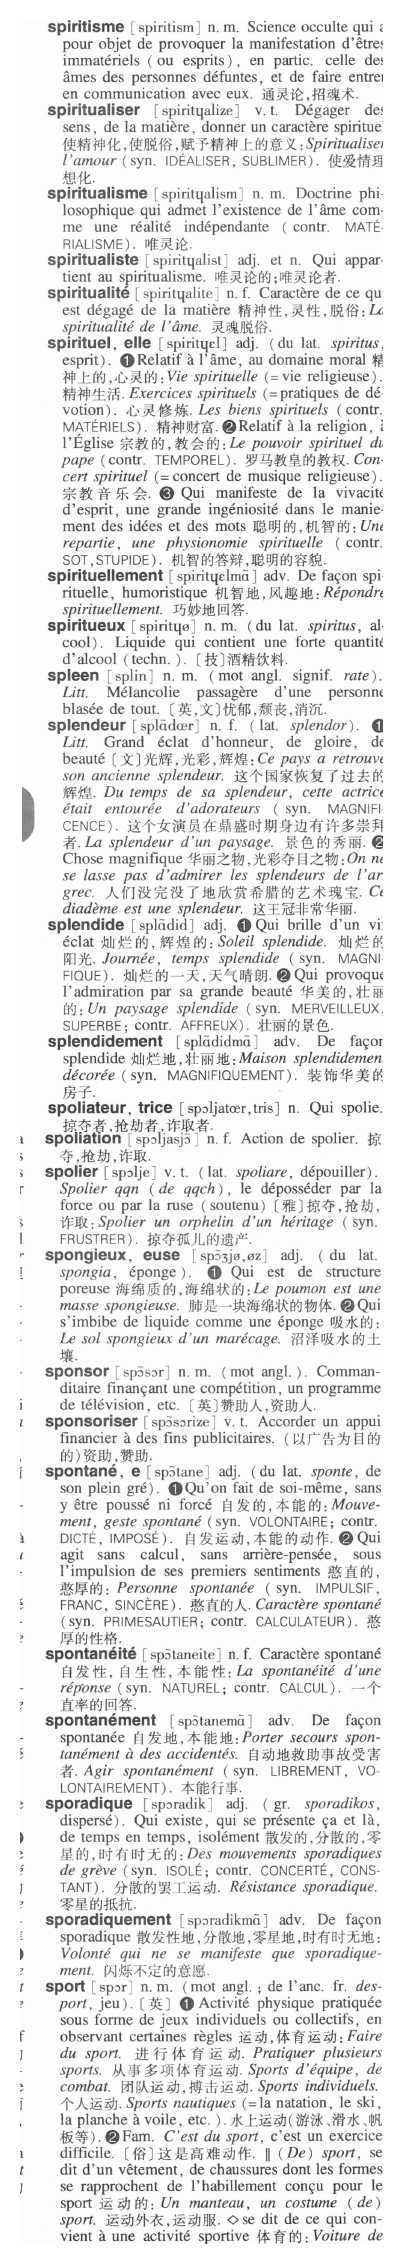 spiritisme [spiritism] n. m. Science occulte qui a
pour objet de provoquer la manifestation d'êtres
immatériels (ou esprits), en partic. celle des
âmes des personnes défuntes, et de faire entrer
en communication avec eux. 通灵论,招魂术.
spiritualiser [spiritɥalize] v. t. Dégager des
sens, de la matière, donner un caractère spirituel
使精神化,使脱俗,赋予精神上的意义:Spiritualiser
l'amour (syn. IDÉALISER, SUBLIMER). 使爱情理
想化.
spiritualisme [spiritɥalism] n. m. Doctrine phi-
losophique qui admet l'existence de l'âme com-
me une réalité indépendante (contr. MATÉ-
RIALISME). 唯灵论.
spiritualiste [spiritɥalist] adj. et n. Qui appar-
tient au spiritualisme. 唯灵论的;唯灵论者.
spiritualité [spiritɥalite] n. f. Caractère de ce qui
est dégagé de la matière 精神性,灵性,脱俗:La
spiritualité de l'âme. 灵魂脱俗.
spirituel, elle [spiritɥɛl] adj. (du lat. spiritus,
esprit). ❶Relatif à l'âme, au domaine moral 精
神上的,心灵的:Vie spirituelle (=vie religieuse).
精神生活. Exercices spirituels (=pratiques de dé-
votion). 心灵修炼. Les biens spirituels (contr.
MATÉRIELS). 精神财富. ❷Relatif à la religion, à
l'Église 宗教的,教会的:Le pouvoir spirituel du
pape (contr. TEMPOREL). 罗马教皇的教权. Con-
cert spirituel (=concert de musique religieuse).
宗教音乐会. ❸ Qui manifeste de la vivacité
d'esprit, une grande ingéniosité dans le manie-
ment des idées et des mots 聪明的,机智的:Une
repartie, une physionomie spirituelle (contr.
SOT,STUPIDE). 机智的答辩,聪明的容貌.
spirituellement [spiritɥɛlmɑ̃] adv. De façon spi-
rituelle, humoristique 机智地,风趣地:Répondre
spirituellement. 巧妙地回答.
spiritueux [spiritɥø] n. m. (du lat. spiritus, al-
cool). Liquide qui contient une forte quantité
d'alcool (techn.). [技]酒精饮料.
spleen [splin] n. m. (mot angl. signif. rate).
Litt. Mélancolie passagère d'une personne
blasée de tout. [英,文]忧郁,颓丧,消沉.
splendeur [splɑ̃dœr] n. f. (lat. splendor). ❶
Litt. Grand éclat d'honneur, de gloire, de
beauté [文]光辉,光彩,辉煌:Ce pays a retrouvé
son ancienne splendeur. 这个国家恢复了过去的
辉煌. Du temps de sa splendeur, cette actrice
était entourée d'adorateurs (syn. MAGNIFI-
CENCE). 这个女演员在鼎盛时期身边有许多崇拜
者. La splendeur d'un paysage. 景色的秀丽. ❷
Chose magnifique 华丽之物,光彩夺目之物:On ne
se lasse pas d'admirer les splendeurs de l'art
grec. 人们没完没了地欣赏希腊的艺术瑰宝. Ce
diadème est une splendeur. 这王冠非常华丽.
splendide [splɑ̃did] adj. ❶ Qui brille d'un vif
éclat 灿烂的,辉煌的:Soleil splendide. 灿烂的
阳光. Journée, temps splendide (syn. MAGNI-
FIQUE). 灿烂的一天,天气晴朗. ❷Qui provoque
l'admiration par sa grande beauté 华美的,壮丽
的:Un paysage splendide (syn. MERVEILLEUX,
SUPERBE; contr. AFFREUX). 壮丽的景色.
splendidement [splɑ̃didmɑ̃] adv. De façon
splendide 灿烂地,壮丽地:Maison splendidement
décorée (syn. MAGNIFIQUEMENT). 装饰华美的
房子.
spoliateur, trice [spɔljatœr,tris] n. Qui spolie.
掠夺者,抢劫者,诈取者.
spoliation [spɔljasjɔ̃] n. f. Action de spolier. 掠
夺,抢劫,诈取.
spolier [spɔlje] v. t. (lat. spoliare, dépouiller).
Spolier qqn (de qqch), le déposséder par la
force ou par la ruse (soutenu) [雅]掠夺,抢劫,
诈取:Spolier un orphelin d'un héritage (syn.
FRUSTRER). 掠夺孤儿的遗产.
spongieux, euse [spɔ̃ʒjø,øz] adj. (du lat.
spongia, éponge). ❶ Qui est de structure
poreuse 海绵质的,海绵状的:Le poumon est une
masse spongieuse. 肺是一块海绵状的物体. ❷Qui
s'imbibe de liquide comme une éponge 吸水的:
Le sol spongieux d'un marécage. 沼泽吸水的土
壤.
sponsor [spɔ̃sɔr] n. m. (mot angl.). Comman-
ditaire finançant une compétition, un programme
de télévision, etc. [英]赞助人,资助人.
sponsoriser [spɔ̃sɔrize] v. t. Accorder un appui
financier à des fins publicitaires. (以广告为目的
的)资助,赞助.
spontané, e [spɔ̃tane] adj. (du lat. sponte, de
son plein gré). ❶Qu'on fait de soi-même, sans
y être poussé ni forcé 自发的,本能的:Mouve-
ment, geste spontané (syn. VOLONTAIRE; contr.
DICTÉ, IMPOSÉ). 自发运动,本能的动作. ❷ Qui
agit sans calcul, sans arrière-pensée, sous
l'impulsion de ses premiers sentiments 憨直的,
憨厚的: Personne spontanée (syn. IMPULSIF,
FRANC, SINCÈRE). 憨直的人. Caractère spontané
(syn. PRIMESAUTIER; contr. CALCULATEUR). 憨
厚的性格.
spontanéité [spɔ̃taneite] n. f. Caractère spontané
自发性,自生性,本能性: La spontanéité d'une
réponse (syn. NATUREL; contr. CALCUL). 一个
直率的回答.
spontanément [spɔ̃tanemɑ̃] adv. De façon
spontanée 自发地,本能地:Porter secours spon-
tanément à des accidentés. 自动地救助事故受害
者. Agir spontanément (syn. LIBREMENT, VO-
LONTAIREMENT). 本能行事.
sporadique [spɔradik] adj. (gr. sporadikos,
dispersé). Qui existe, qui se présente ça et là,
de temps en temps, isolément 散发的,分散的,零
星的,时有时无的: Des mouvements sporadiques
de grève (syn. ISOLÉ; contr. CONCERTÉ, CONS-
TANT). 分散的罢工运动. Résistance sporadique.
零星的抵抗.
sporadiquement [spɔradikmɑ̃] adv. De façon
sporadique 散发性地,分散地,零星地,时有时无地:
Volonté qui ne se manifeste que sporadique-
ment. 闪烁不定的意愿.
sport [spɔr] n. m. (mot angl.; de l'anc. fr. des-
port, jeu). [英] ❶ Activité physique pratiquée
sous forme de jeux individuels ou collectifs, en
observant certaines règles 运动,体育运动:Faire
du sport. 进行体育运动. Pratiquer plusieurs
sports. 从事多项体育运动. Sports d'équipe, de
combat. 团队运动,搏击运动. Sports individuels.
个人运动. Sports nautiques (=la natation, le ski,
la planche à voile, etc.).水上运动(游泳、滑水、帆
板等). ❷Fam. C'est du sport, c'est un exercice
difficile. [俗]这是高难动作. ‖ (De) sport, se
dit d'un vêtement, de chaussures dont les formes
se rapprochent de l'habillement conçu pour le
sport 运动的: Un manteau, un costume (de)
sport. 运动外衣,运动服. ◇se dit de ce qui con-
vient à une activité sportive 体育的:Voiture de